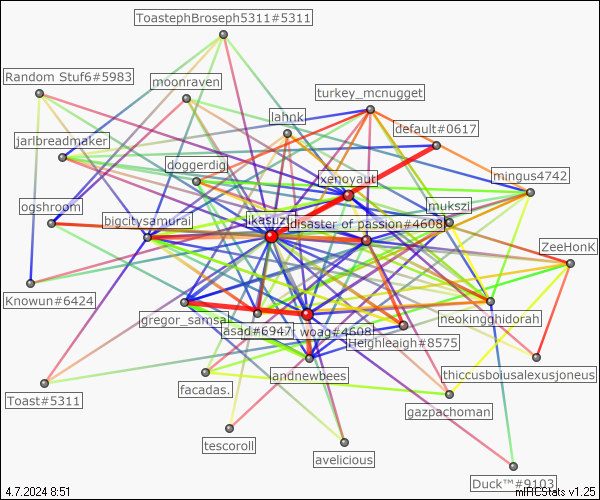 ToastephBroseph5311#5311
Random Stuf6#5983
moonraven
turkey_mcnugget
lahnk
default#0617
jarlbreadmaker
doggerdig
xenoyaut
mingus4742
ogshroom
bigcitysamurai
ikasuzi
disaster of passion#4608
mukszi
ZeeHonK
Knowun#6424
gregor_samsa
asad#6947
woag#4608
Heighleaigh#8575
neokingghidorah
Toast#5311
facadas.
andnewbees
thiccusboiusalexusjoneus
gazpachoman
tescoroll
avelicious
Duck™#9103
4.7.2024 8:51
mIRCStats v1.25